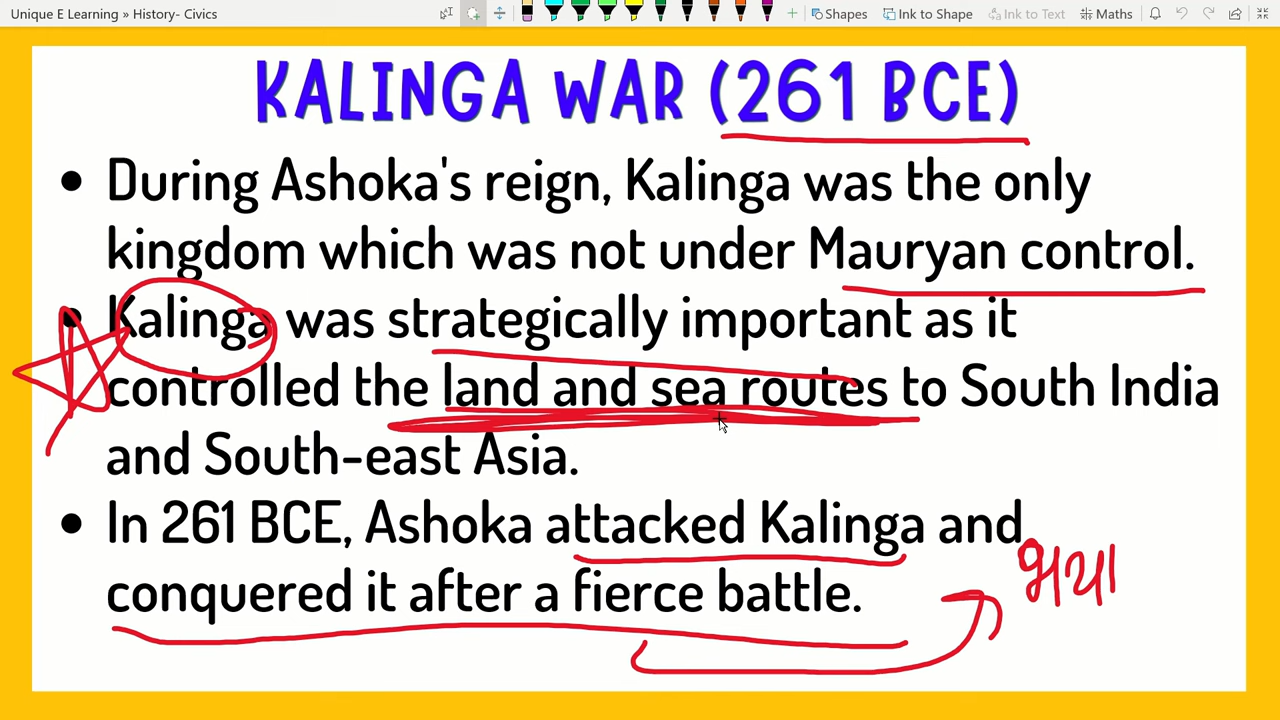 Unique E Learning » History- Civics
Shapes Ink to Shape Ink to Text Maths
KALINGA WAR (261 BCE)
• During Ashoka's reign, Kalinga was the only
kingdom which was not under Mauryan control.
• Kalinga was strategically important as it
controlled the land and sea routes to South India
and South-east Asia.
• In 261 BCE, Ashoka attacked Kalinga and
conquered it after a fierce battle.